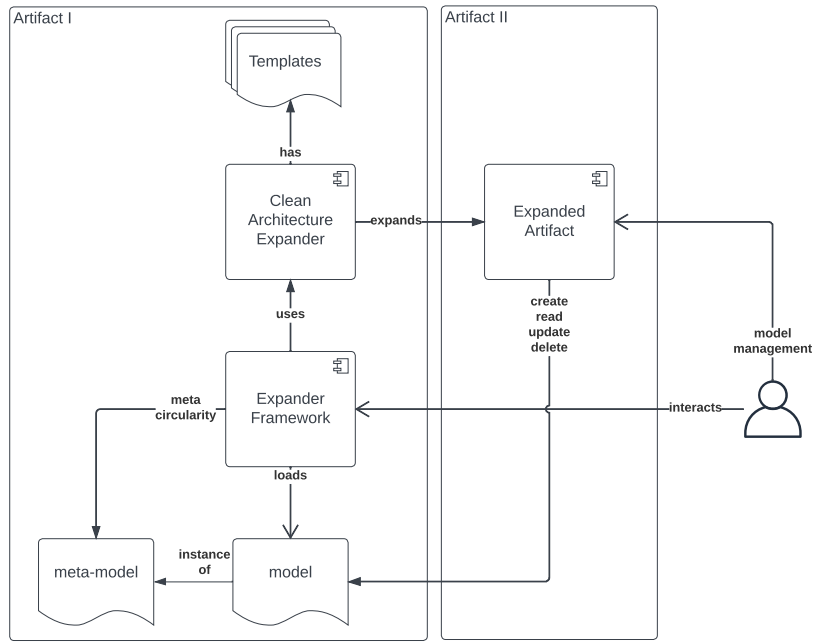 Artifact I
Artifact II
Templates
has
Clean
Architecture
Expander
expands
Expanded
Artifact
create
read
update
delete
model
management
uses
Expander
Framework
meta
circularity
interacts
loads
instance
of
meta-model
model